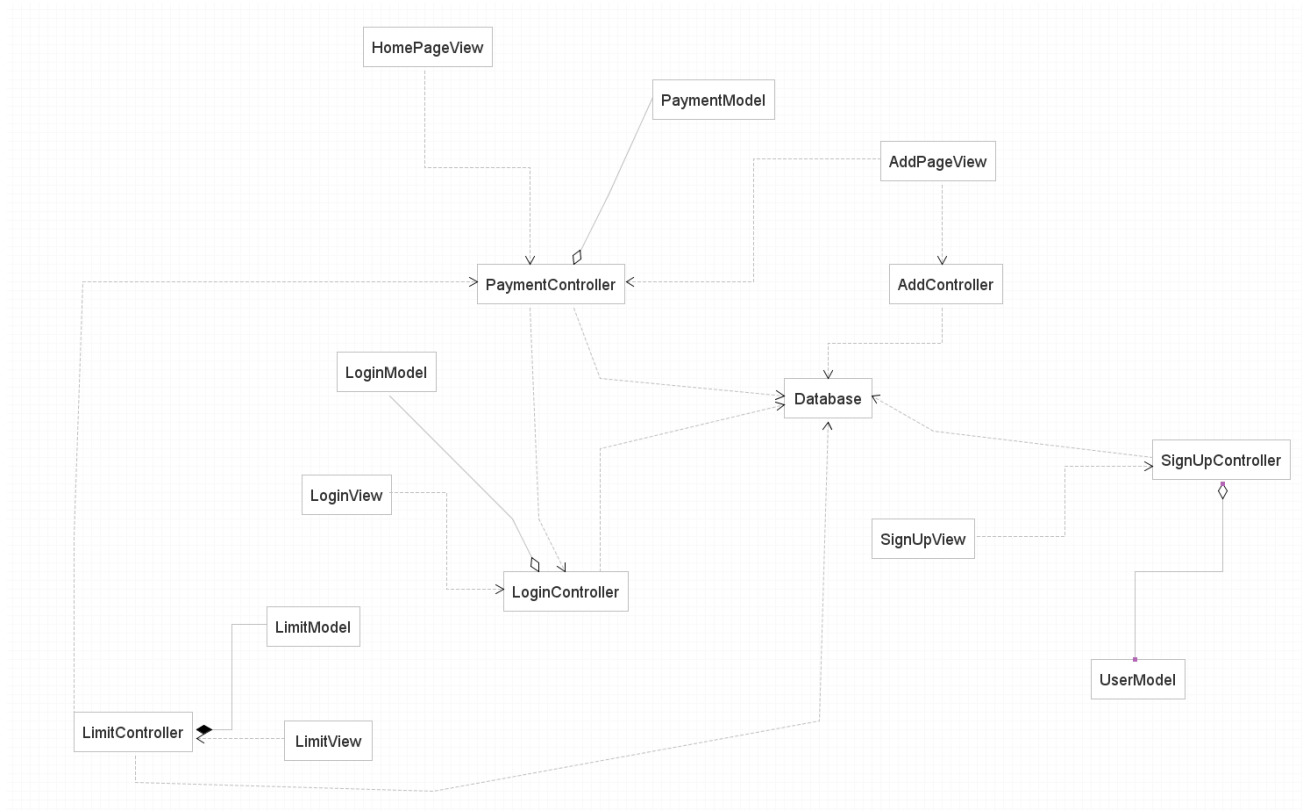 HomePageView
PaymentModel
AddPageView
PaymentController
AddController
LoginModel
Database
SignUpController
LoginView
SignUpView
LoginController
LimitModel
UserModel
LimitController
LimitView